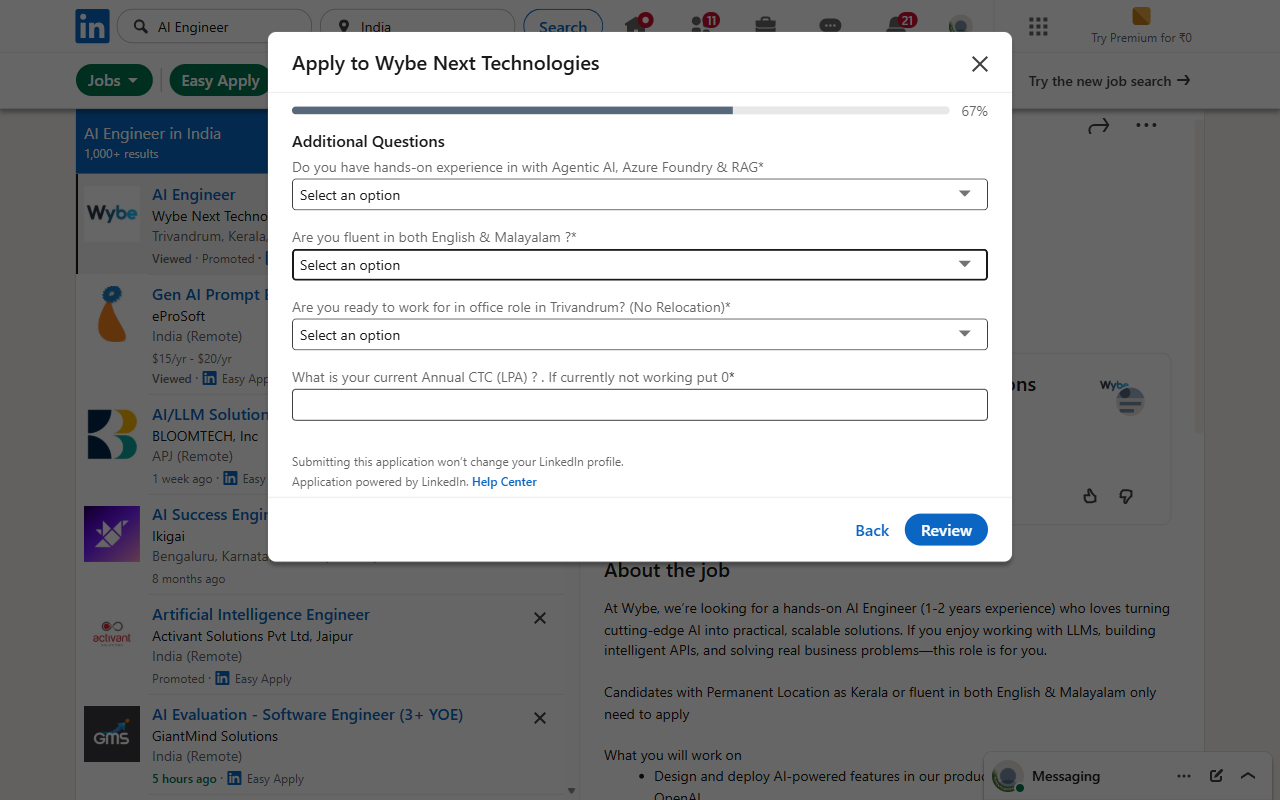 in
AI Engineer
India
Search
11
21
Try Premium for ₹0
Jobs
Easy Apply
Try the new job search →
AI Engineer in India
1,000+ results
Apply to Wybe Next Technologies
67%
Additional Questions
Do you have hands-on experience in with Agentic AI, Azure Foundry & RAG*
Select an option
Are you fluent in both English & Malayalam ?*
Select an option
Are you ready to work for in office role in Trivandrum? (No Relocation)*
Select an option
What is your current Annual CTC (LPA) ? . If currently not working put 0*
Submitting this application won't change your LinkedIn profile.
Application powered by LinkedIn. Help Center
Back
Review
Wybe
AI Engineer
Wybe Next Techno
Trivandrum, Kerala,
Viewed · Promoted ·
Gen AI Prompt E
eProSoft
India (Remote)
$15/yr - $20/yr
Viewed · in Easy App
AI/LLM Solution
BLOOMTECH, Inc
APJ (Remote)
1 week ago · in Easy
AI Success Engin
Ikigai
Bengaluru, Karnata
8 months ago
activant
Artificial Intelligence Engineer
Activant Solutions Pvt Ltd, Jaipur
India (Remote)
Promoted · in Easy Apply
GMS
AI Evaluation - Software Engineer (3+ YOE)
GiantMind Solutions
India (Remote)
5 hours ago · in Easy Apply
ons
Wybe
About the job
At Wybe, we're looking for a hands-on AI Engineer (1-2 years experience) who loves turning
cutting-edge AI into practical, scalable solutions. If you enjoy working with LLMs, building
intelligent APIs, and solving real business problems—this role is for you.
Candidates with Permanent Location as Kerala or fluent in both English & Malayalam only
need to apply
What you will work on
• Design and deploy AI-powered features in our produc
OpenAI
Messaging